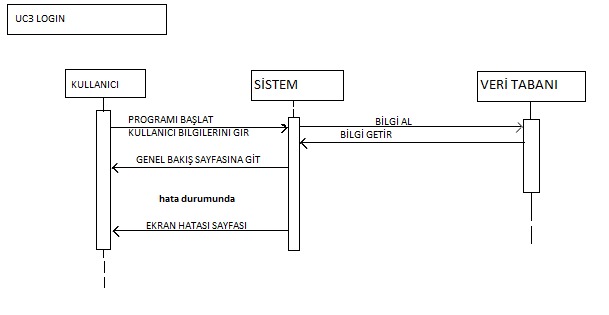 UC3 LOGIN
KULLANICI
SİSTEM
VERİ TABANI
PROGRAMI BAŞLAT
KULLANICI BILGILERINI GIR
BİLGİ AL
BİLGİ GETİR
GENEL BAKIŞ SAYFASINA GİT
hata durumunda
EKRAN HATASI SAYFASI